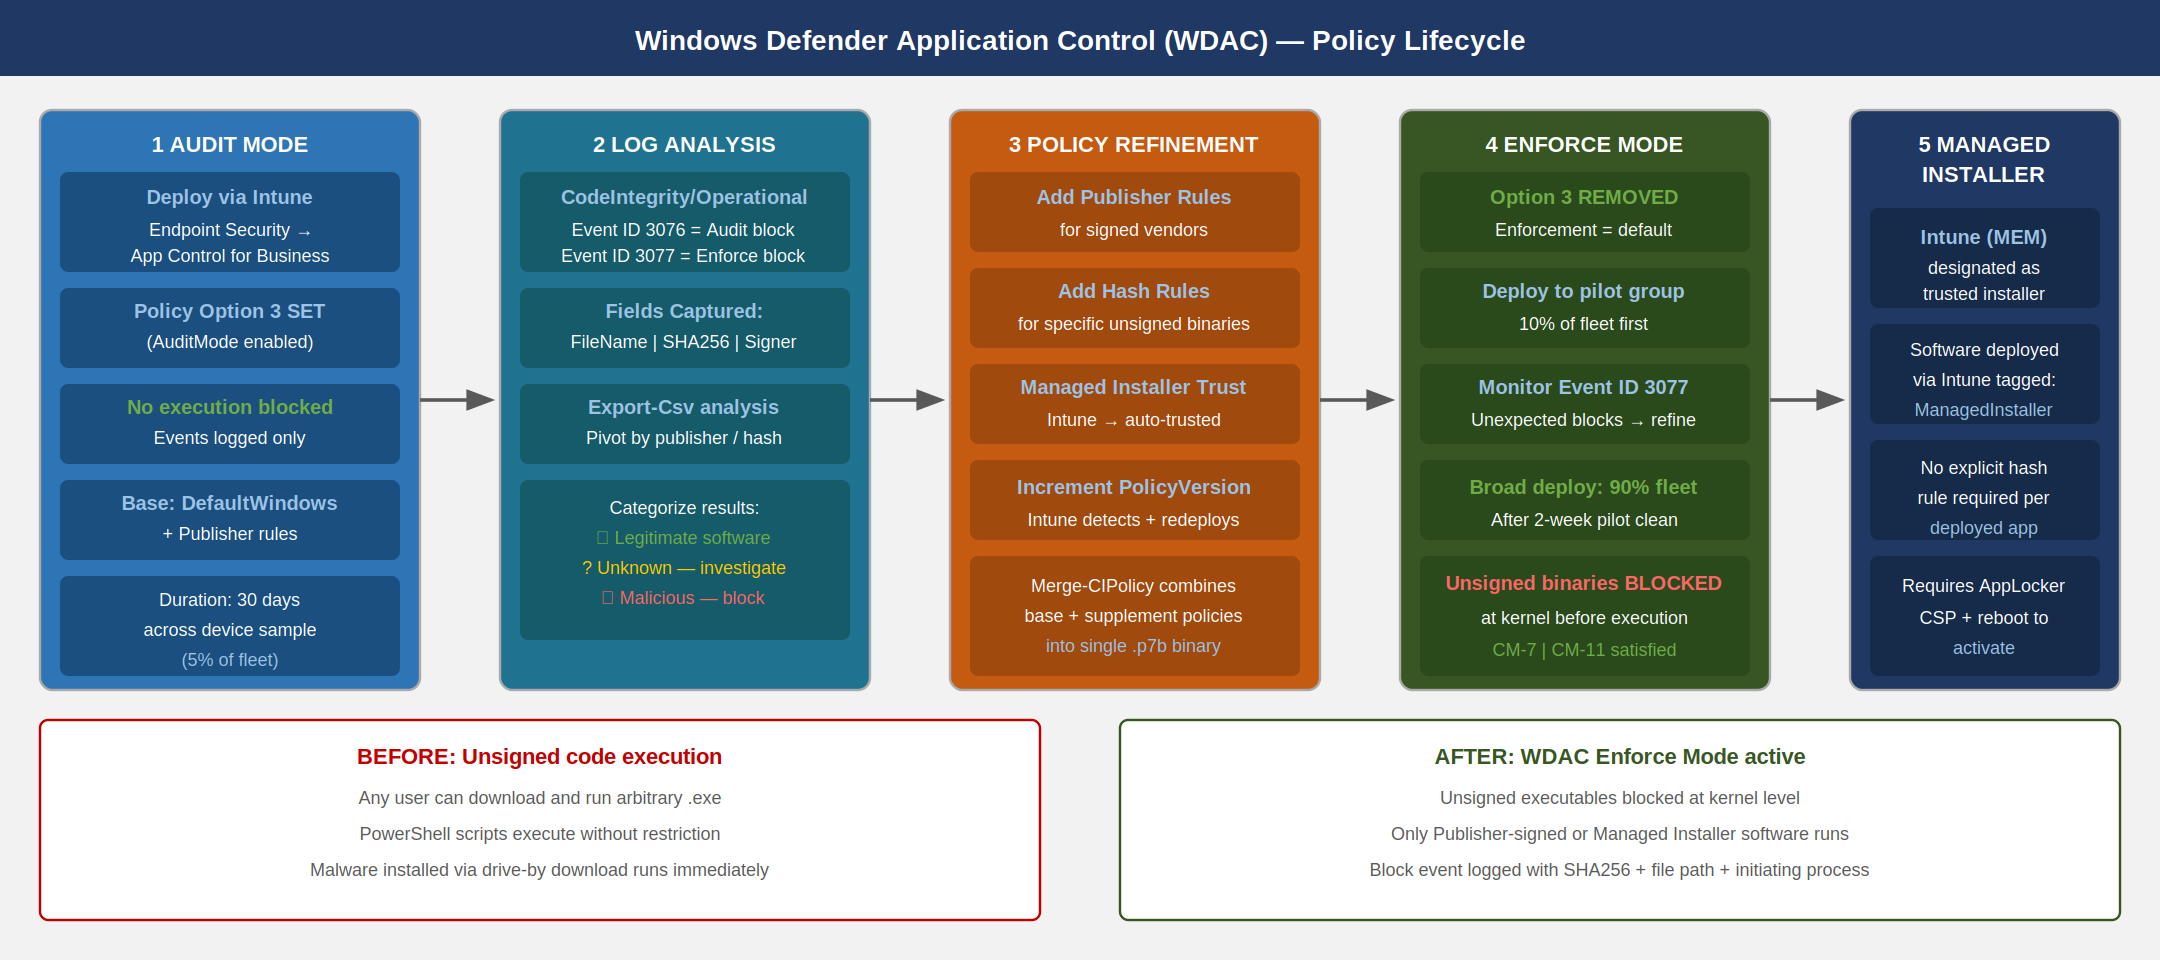 Windows Defender Application Control (WDAC) — Policy Lifecycle
1 AUDIT MODE
Deploy via Intune
Endpoint Security →
App Control for Business
Policy Option 3 SET
(AuditMode enabled)
No execution blocked
Events logged only
Base: DefaultWindows
+ Publisher rules
Duration: 30 days
across device sample
(5% of fleet)
2 LOG ANALYSIS
CodeIntegrity/Operational
Event ID 3076 = Audit block
Event ID 3077 = Enforce block
Fields Captured:
FileName | SHA256 | Signer
Export-Csv analysis
Pivot by publisher / hash
Categorize results:
Legitimate software
? Unknown — investigate
Malicious — block
3 POLICY REFINEMENT
Add Publisher Rules
for signed vendors
Add Hash Rules
for specific unsigned binaries
Managed Installer Trust
Intune → auto-trusted
Increment PolicyVersion
Intune detects + redeploys
Merge-CIPolicy combines
base + supplement policies
into single .p7b binary
4 ENFORCE MODE
Option 3 REMOVED
Enforcement = default
Deploy to pilot group
10% of fleet first
Monitor Event ID 3077
Unexpected blocks → refine
Broad deploy: 90% fleet
After 2-week pilot clean
Unsigned binaries BLOCKED
at kernel before execution
CM-7 | CM-11 satisfied
5 MANAGED
INSTALLER
Intune (MEM)
designated as
trusted installer
Software deployed
via Intune tagged:
ManagedInstaller
No explicit hash
rule required per
deployed app
Requires AppLocker
CSP + reboot to
activate
BEFORE: Unsigned code execution
Any user can download and run arbitrary .exe
PowerShell scripts execute without restriction
Malware installed via drive-by download runs immediately
AFTER: WDAC Enforce Mode active
Unsigned executables blocked at kernel level
Only Publisher-signed or Managed Installer software runs
Block event logged with SHA256 + file path + initiating process